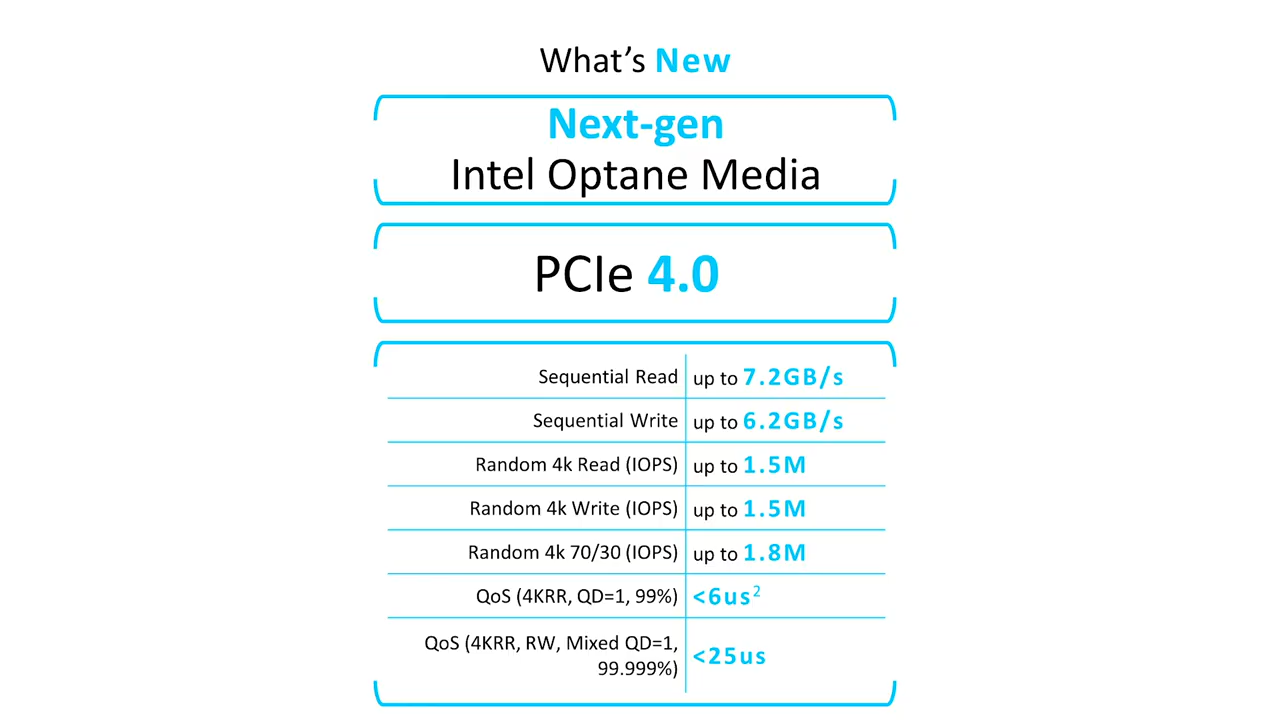 What’s New
Next-gen
Intel Optane Media
PCIe 4.0
Sequential Read up to 7.2GB/s
Sequential Write up to 6.2GB/s
Random 4k Read (IOPS) up to 1.5M
Random 4k Write (IOPS) up to 1.5M
Random 4k 70/30 (IOPS) up to 1.8M
QoS (4KRR, QD=1, 99%) <6us²
QoS (4KRR, RW, Mixed QD=1,
99.999%) <25us